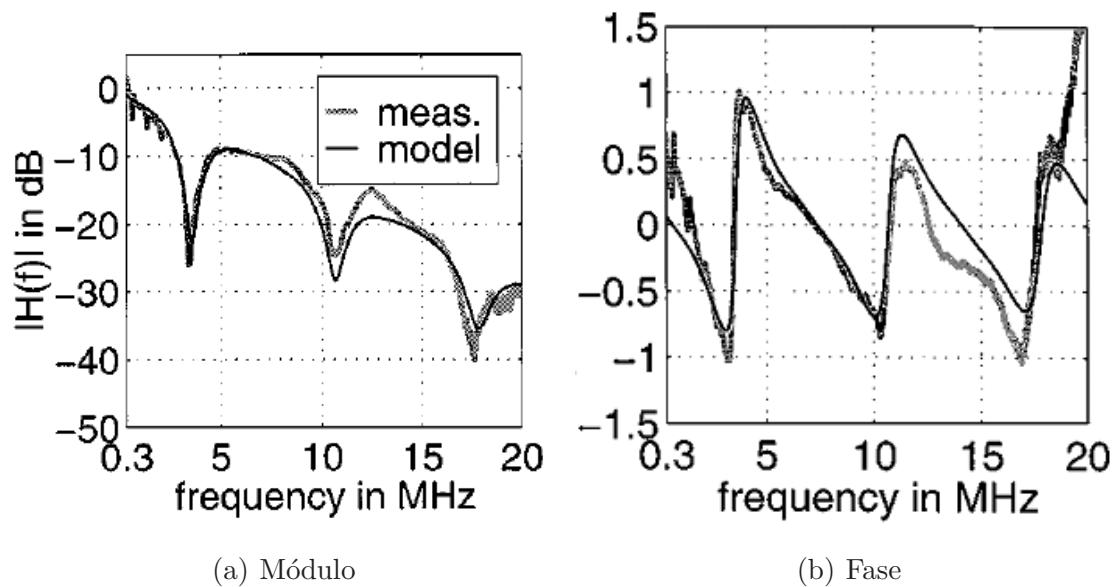 0
−10
−20
−30
−40
−50
|H(f)| in dB
meas.
model
0.3 5 10 15 20
frequency in MHz
(a) Módulo
1.5
1
0.5
0
−0.5
−1
−1.5
0.3 5 10 15 20
frequency in MHz
(b) Fase